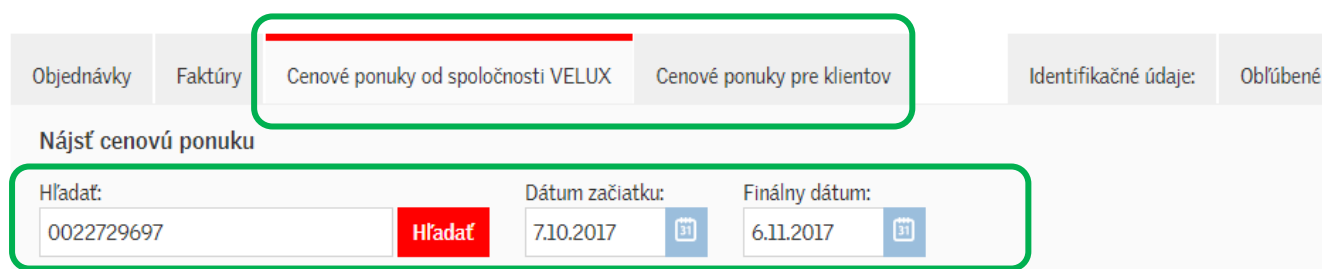 Objednávky Faktúry Cenové ponuky od spoločnosti VELUX Cenové ponuky pre klientov Identifikačné údaje: Obľúbené
Nájsť cenovú ponuku
Hľadať: Dátum začiatku: Finálny dátum:
0022729697 Hľadať 7.10.2017 31 6.11.2017 31